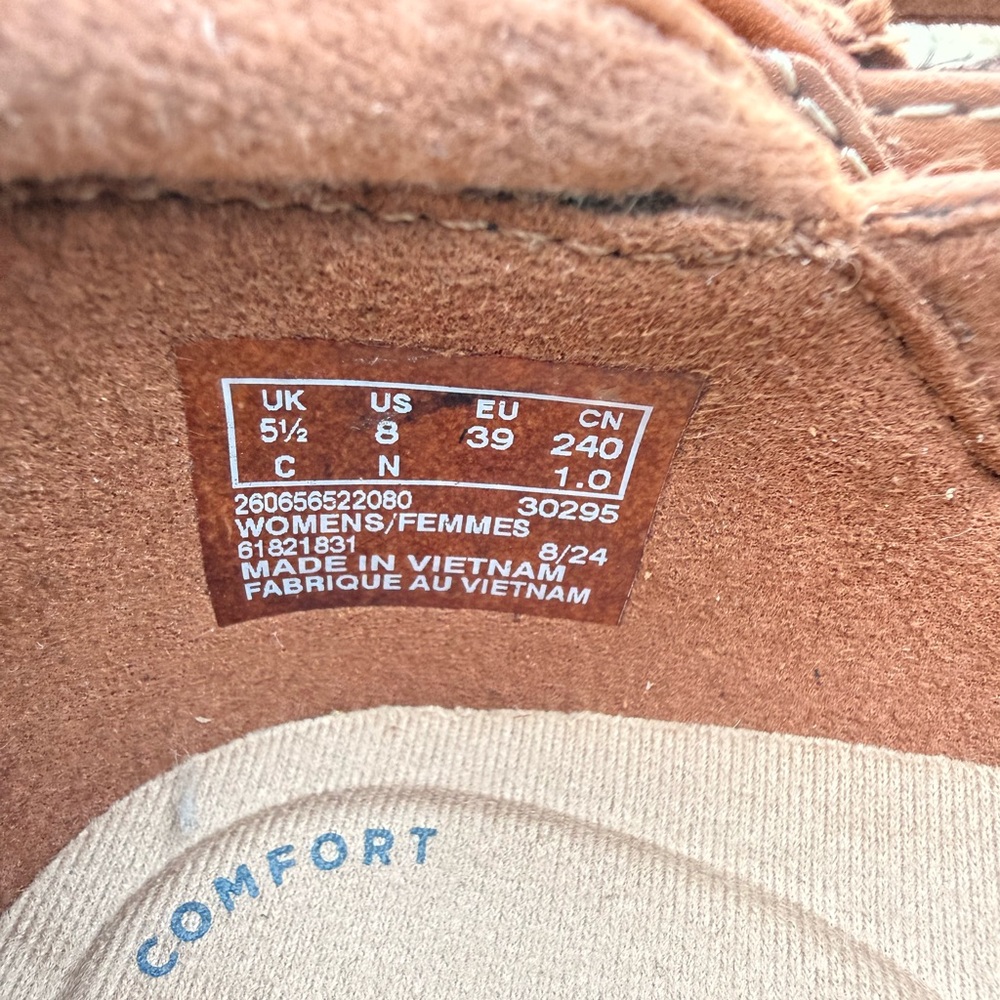 UK US EU CN
5½ 8 39 240
C N 1.0
260656522080 30295
WOMENS/FEMMES
61821831 8/24
MADE IN VIETNAM
FABRIQUE AU VIETNAM
COMFORT